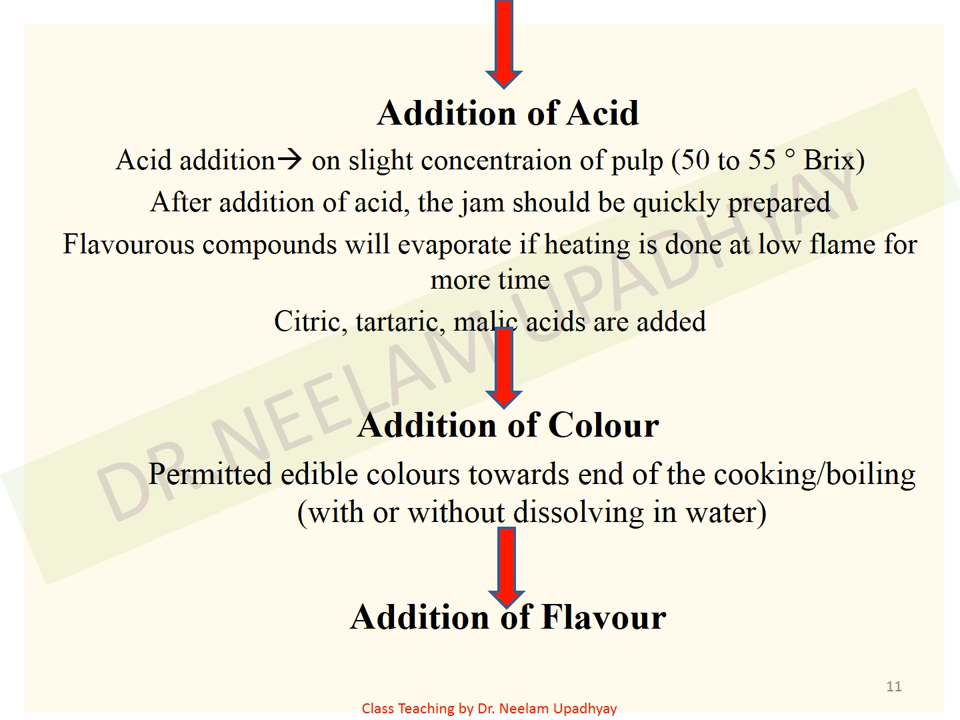 Addition of Acid
Acid addition→ on slight concentraion of pulp (50 to 55 ° Brix)
After addition of acid, the jam should be quickly prepared
Flavourous compounds will evaporate if heating is done at low flame for
more time
Citric, tartaric, malic acids are added
Addition of Colour
Permitted edible colours towards end of the cooking/boiling
(with or without dissolving in water)
Addition of Flavour
DR NEELAM UPADHYAY
11
Class Teaching by Dr. Neelam Upadhyay